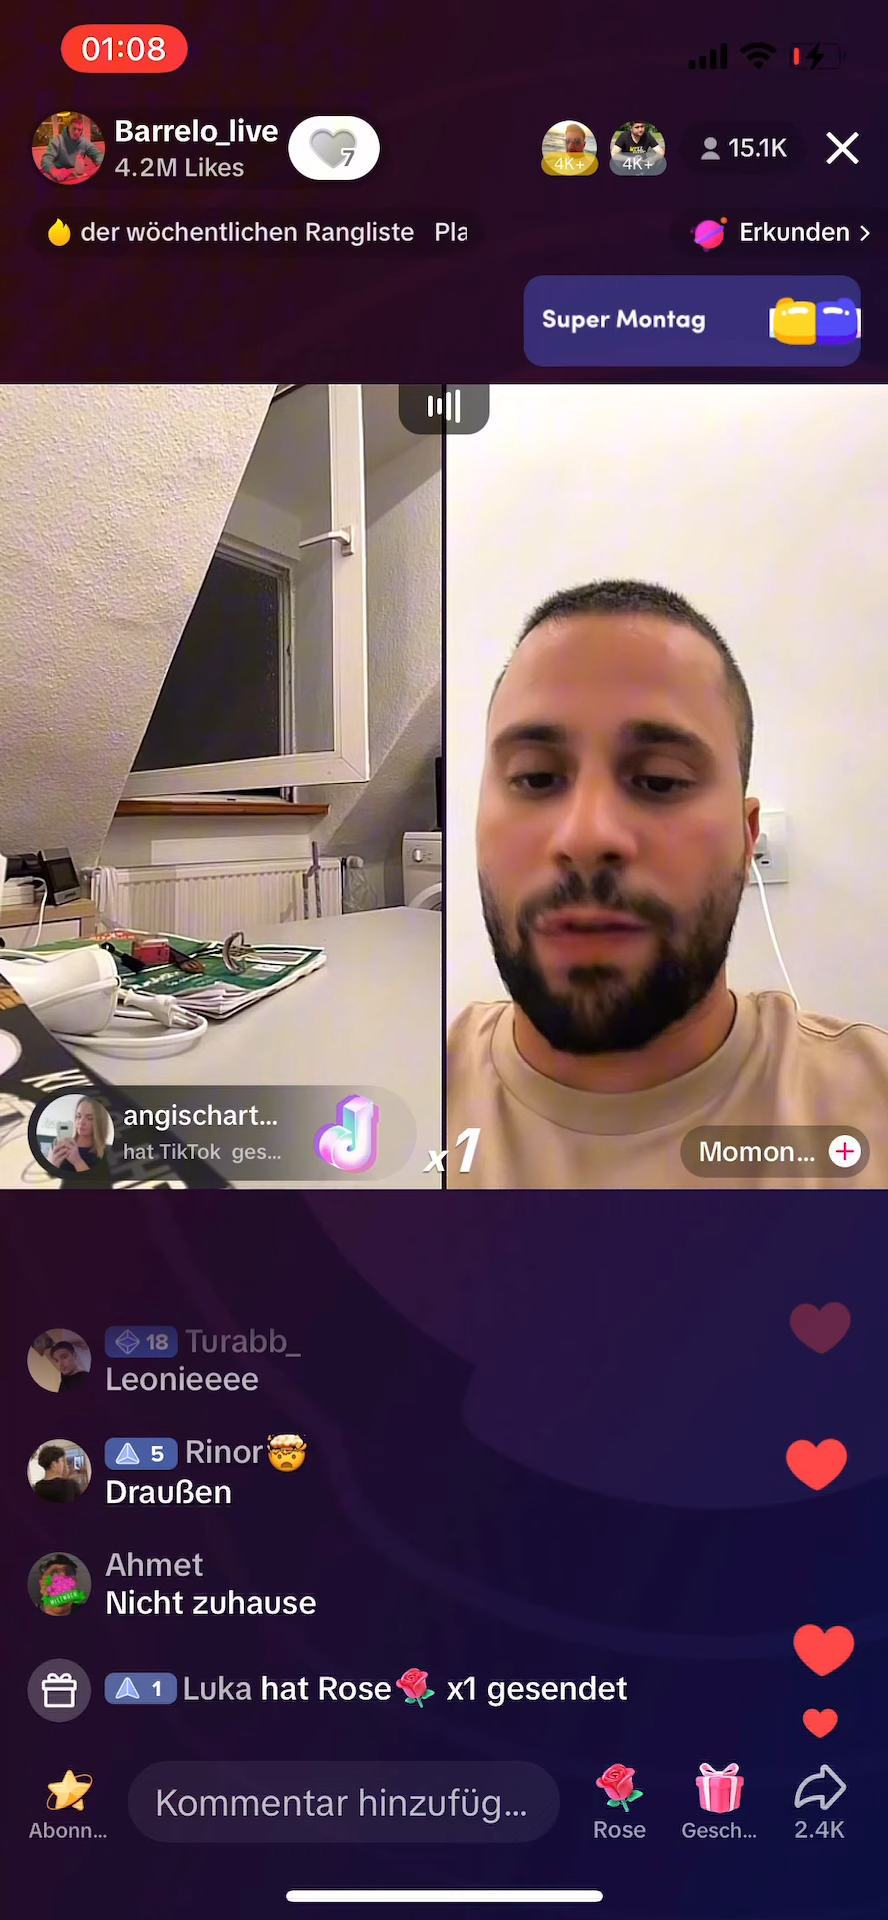 01:08
Barrelo_live
4.2M Likes
7
4K+
4K+
15.1K
der wöchentlichen Rangliste Pla
Erkunden
Super Montag
angischart...
hat TikTok ges...
x1
Momon...
18 Turabb_
Leonieeee
5 Rinor🤯
Draußen
Ahmet
Nicht zuhause
1 Luka hat Rose🌹 x1 gesendet
Abonn...
Kommentar hinzufüg...
Rose
Gesch...
2.4K